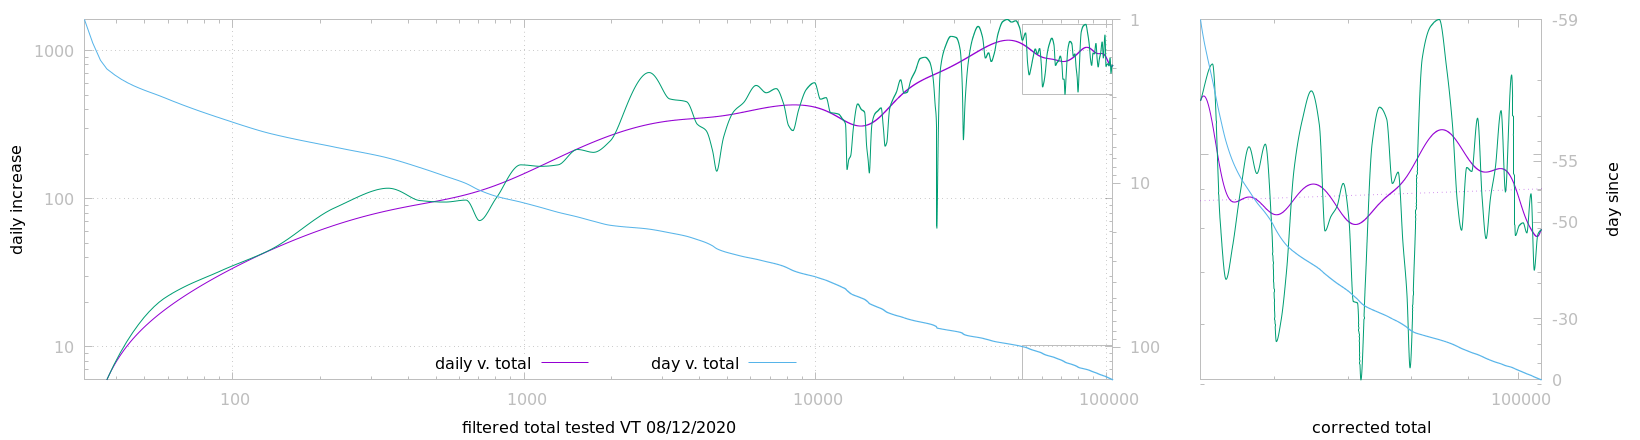 daily increase
1000
100
10
100
1000
10000
100000
filtered total tested VT 08/12/2020
daily v. total
day v. total
1
10
100
100000
corrected total
-59
-55
-50
-30
0
day since